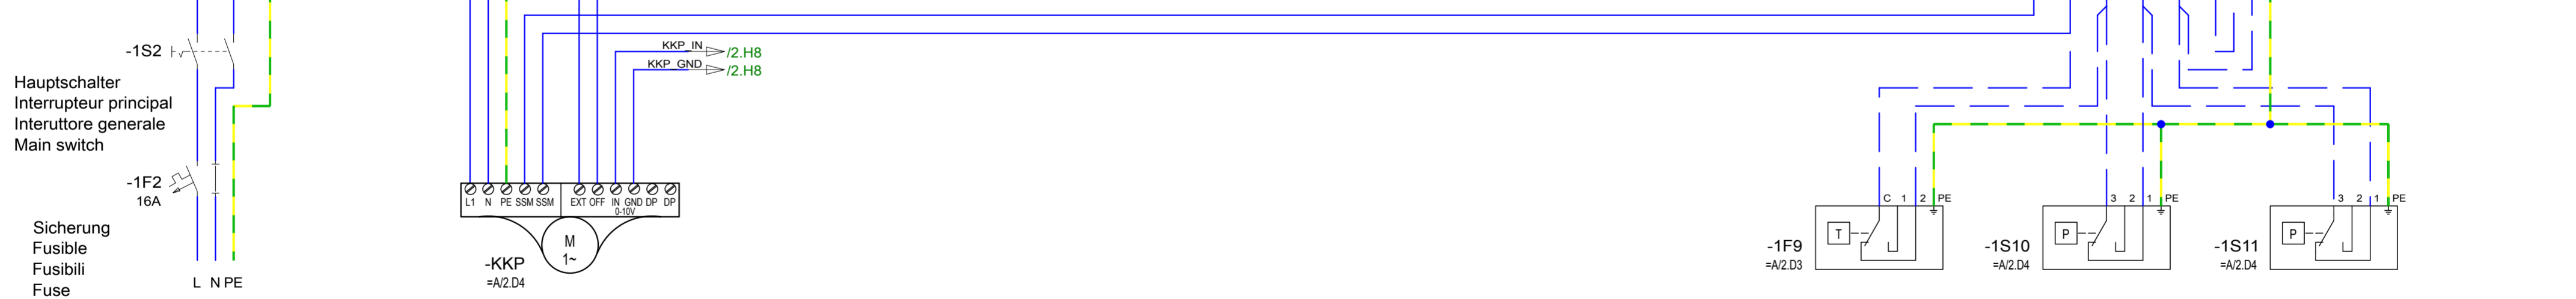 -1S2
Hauptschalter
Interrupteur principal
Interuttore generale
Main switch
-1F2
16A
Sicherung
Fusible
Fusibili
Fuse
L N PE
KKP_IN /2.H8
KKP_GND /2.H8
L1 N PE SSM SSM EXT OFF IN GND DP DP
0-10V
M
1~
-KKP
=A/2.D4
C 1 2 PE
T
-1F9
=A/2.D3
3 2 1 PE
P
-1S10
=A/2.D4
3 2 1 PE
P
-1S11
=A/2.D4